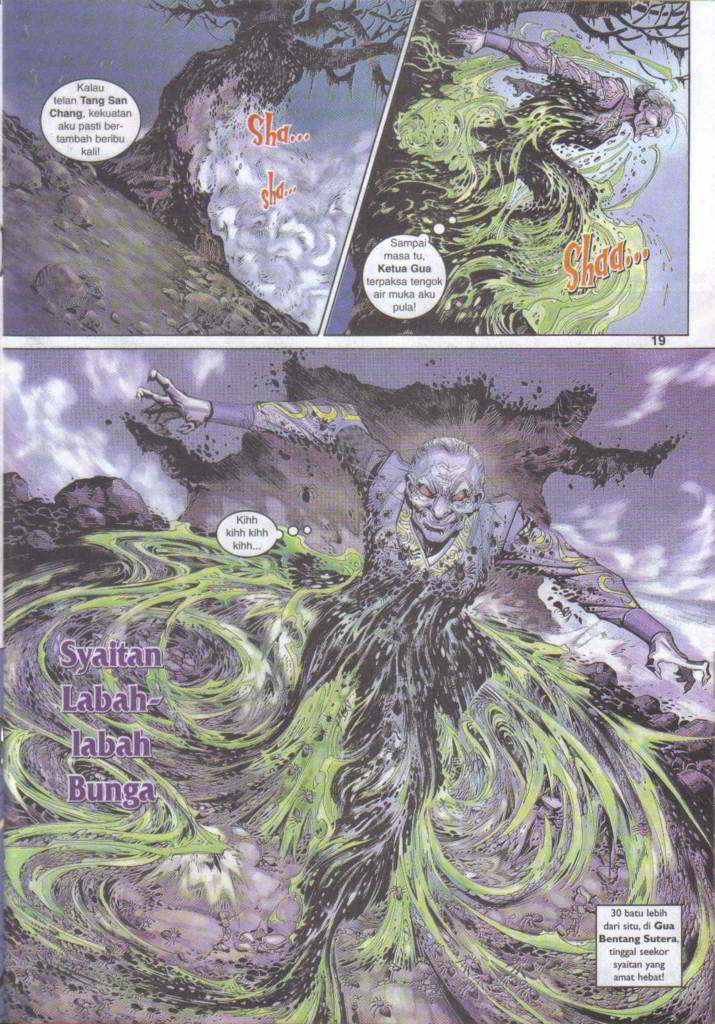 Kalau
telan Tang San
Chang, kekuatan
aku pasti ber-
tambah beribu
kali!
Sha...
sha...
Sampai
masa tu,
Ketua Gua
terpaksa tengok
air muka aku
pula!
Shaa...
19
Kihh
kihh kihh
kihh...
Syaitan
Labah-
labah
Bunga
30 batu lebih
dari situ, di Gua
Bentang Sutera,
tinggal seekor
syaitan yang
amat hebat!